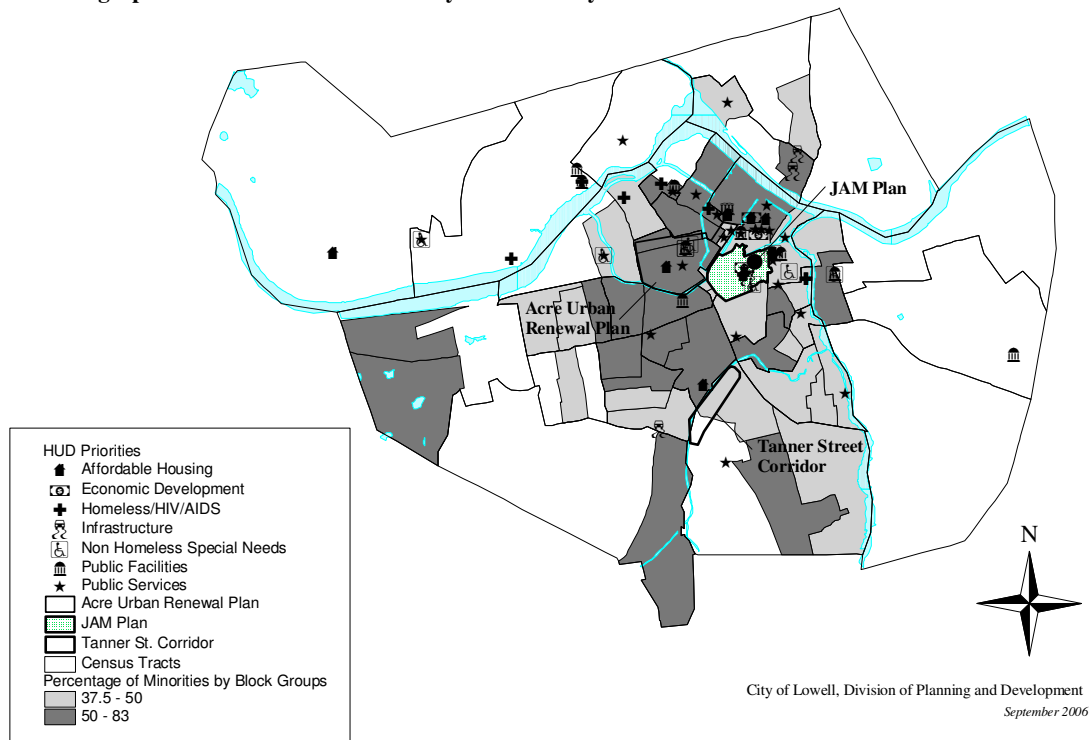 JAM Plan
Acre Urban
Renewal Plan
Tanner Street
Corridor
HUD Priorities
Affordable Housing
Economic Development
Homeless/HIV/AIDS
Infrastructure
Non Homeless Special Needs
Public Facilities
Public Services
Acre Urban Renewal Plan
JAM Plan
Tanner St. Corridor
Census Tracts
Percentage of Minorities by Block Groups
37.5 - 50
50 - 83
N
City of Lowell, Division of Planning and Development
September 2006